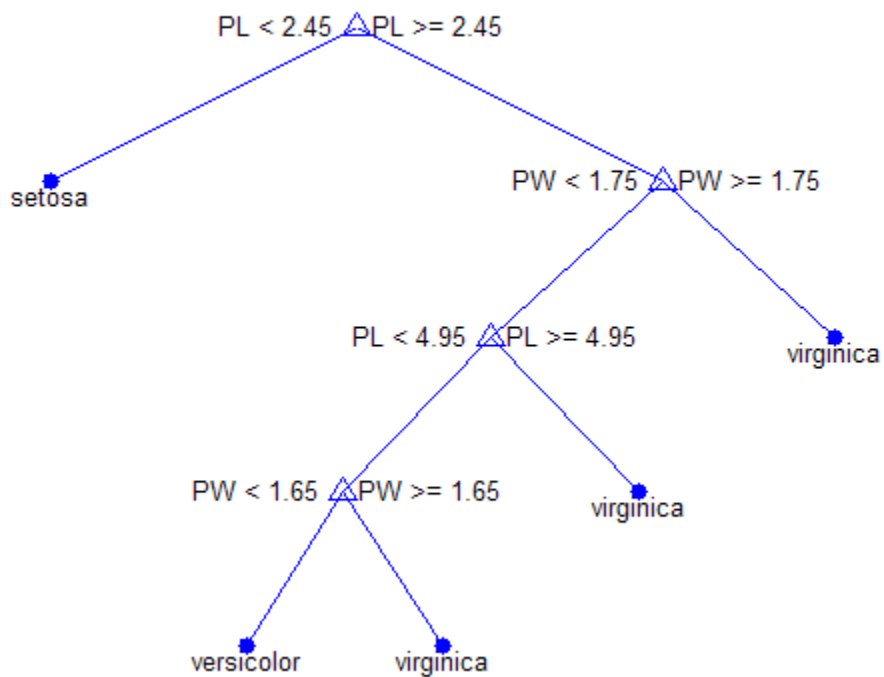 PL < 2.45 PL >= 2.45
setosa
PW < 1.75 PW >= 1.75
PL < 4.95 PL >= 4.95
virginica
PW < 1.65 PW >= 1.65
virginica
versicolor virginica